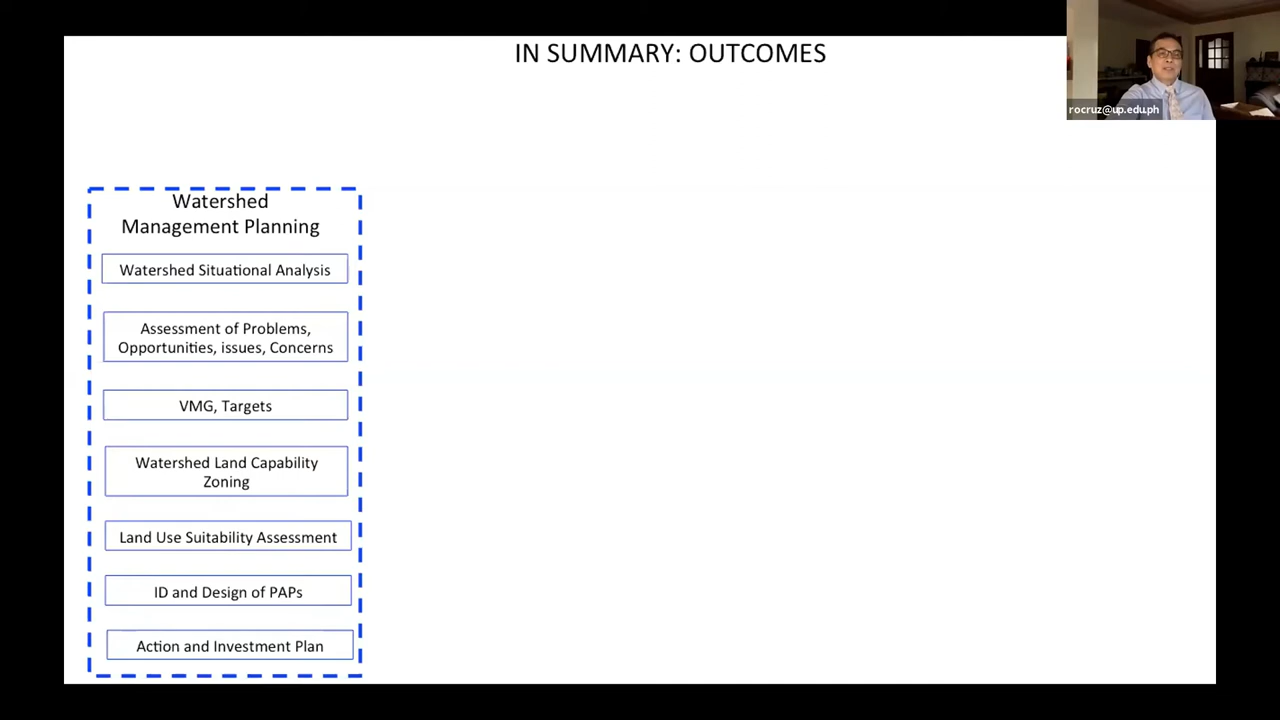 IN SUMMARY: OUTCOMES
rocruz@up.edu.ph
Watershed
Management Planning
Watershed Situational Analysis
Assessment of Problems,
Opportunities, issues, Concerns
VMG, Targets
Watershed Land Capability
Zoning
Land Use Suitability Assessment
ID and Design of PAPs
Action and Investment Plan